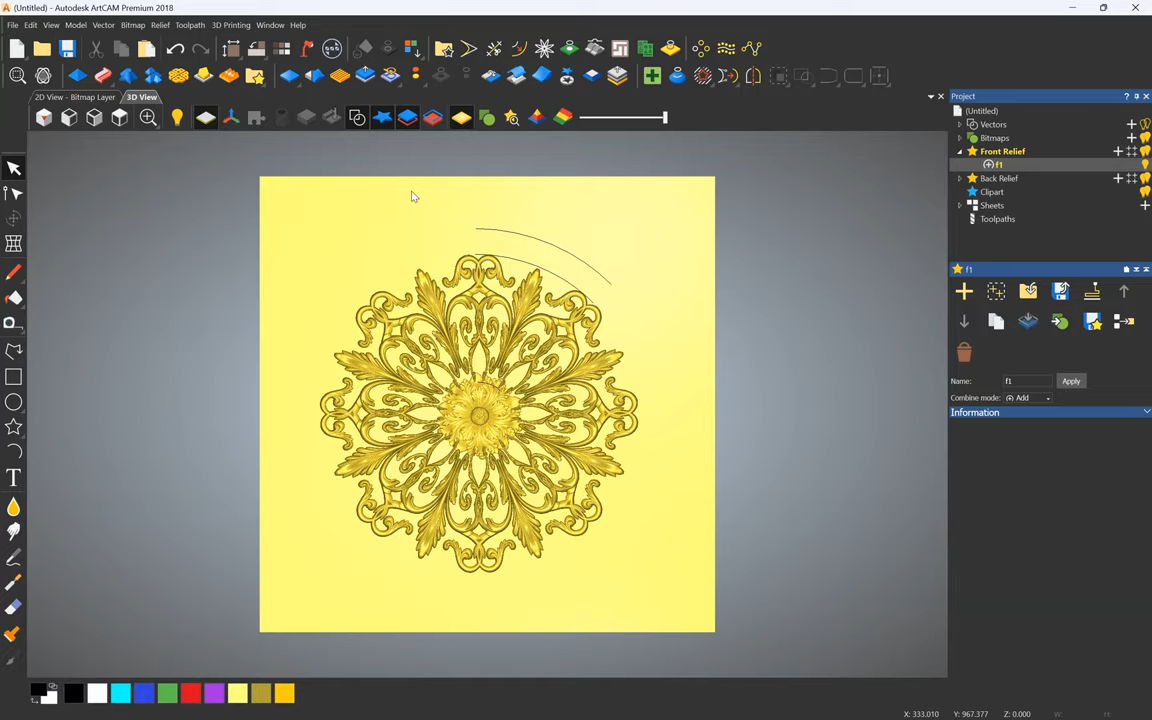 (Untitled) - Autodesk ArtCAM Premium 2018
File Edit View Model Vector Bitmap Relief Toolpath 3D Printing Window Help
2D View - Bitmap Layer 3D View
Project
(Untitled)
Vectors
Bitmaps
Front Relief
f1
Back Relief
Clipart
Sheets
Toolpaths
f1
Name: f1 Apply
Combine mode: Add
Information
X: 333.010 Y: 967.377 Z: 0.000 W: H: